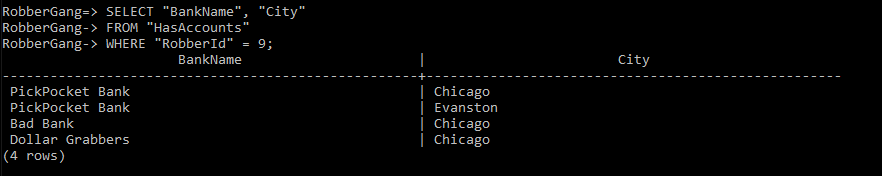 RobberGang=> SELECT "BankName", "City"
RobberGang-> FROM "HasAccounts"
RobberGang-> WHERE "RobberId" = 9;
BankName | City
----------------------------------------------------+----------------------------------------------------
PickPocket Bank | Chicago
PickPocket Bank | Evanston
Bad Bank | Chicago
Dollar Grabbers | Chicago
(4 rows)